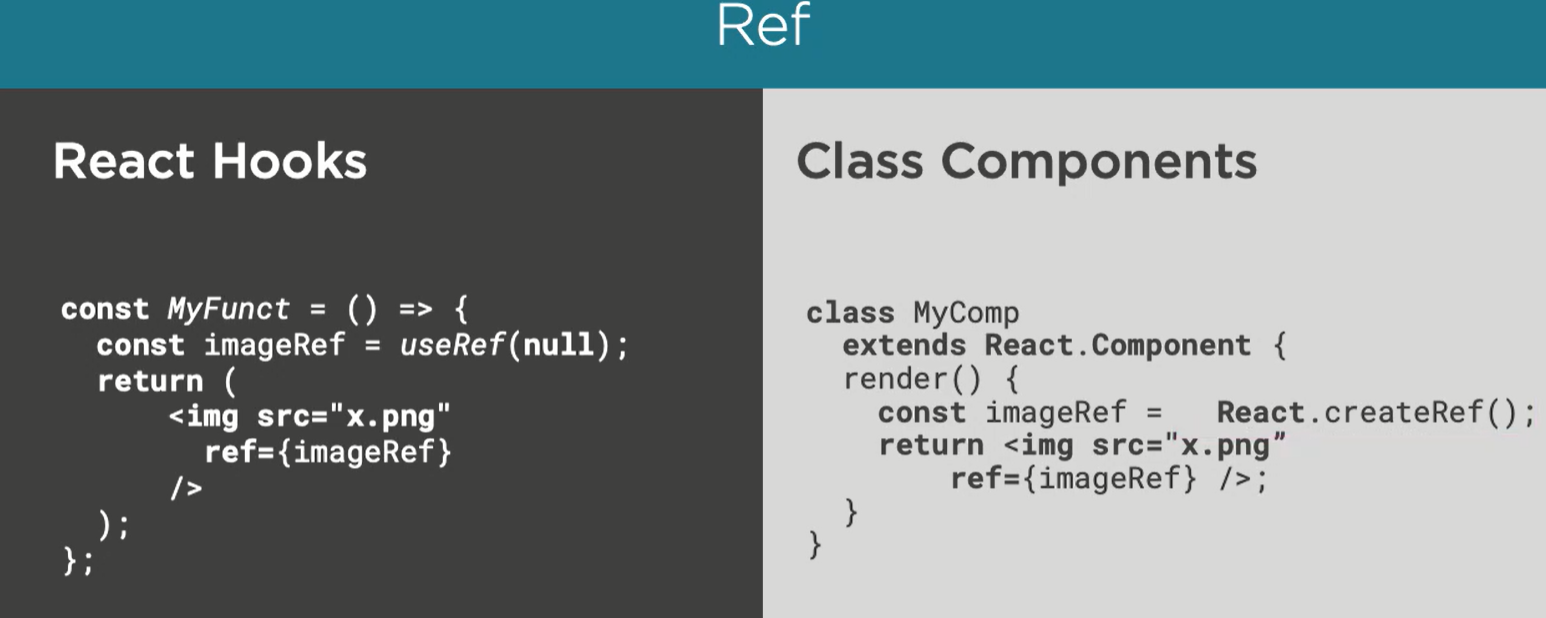 Ref
React Hooks
const MyFunct = () => {
  const imageRef = useRef(null);
  return (
      <img src="x.png"
        ref={imageRef}
      />
  );
};
Class Components
class MyComp
  extends React.Component {
  render() {
    const imageRef =   React.createRef();
    return <img src="x.png”
        ref={imageRef} />;
  }
}